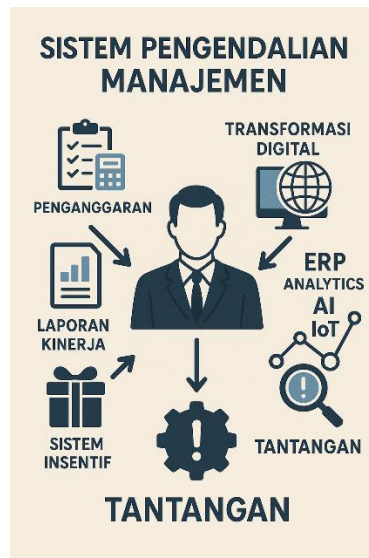 SISTEM PENGENDALIAN
MANAJEMEN
PENGANGGARAN
TRANSFORMASI
DIGITAL
LAPORAN
KINERJA
ERP
ANALYTICS
AI
IoT
SISTEM
INSENTIF
TANTANGAN
TANTANGAN